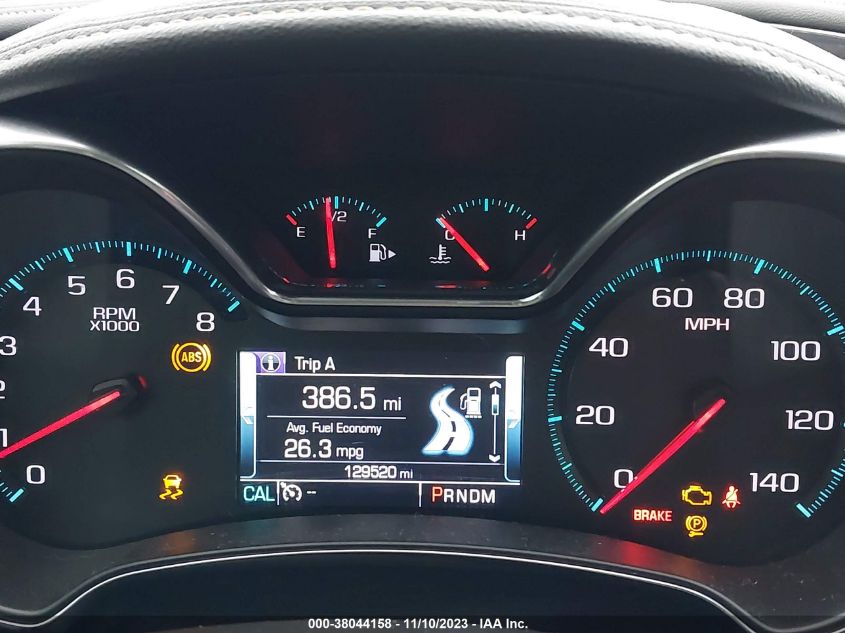 E 1/2 F
C H
4 5 6 7 8
3
2
1
0
RPM
X1000
ABS
Trip A
386.5 mi
Avg. Fuel Economy
26.3 mpg
129520 mi
CAL -- PRNDM
0 20 40 60 80 100 120 140
MPH
BRAKE
P
000-38044158 - 11/10/2023 - IAA Inc.